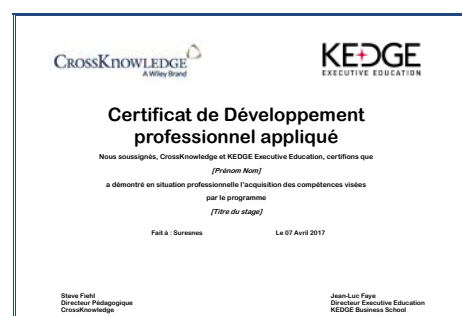 CROSSKNOWLEDGE
A Wiley Brand
KEDGE
EXECUTIVE EDUCATION
Certificat de Développement
professionnel appliqué
Nous soussignés, CrossKnowledge et KEDGE Executive Education, certifions que
[Prénom Nom]
a démontré en situation professionnelle l'acquisition des compétences visées
par le programme
[Titre du stage]
Fait à : Suresnes Le 07 Avril 2017
Steve Fiehl
Directeur Pédagogique
CrossKnowledge
Jean-Luc Faye
Directeur Executive Education
KEDGE Business School